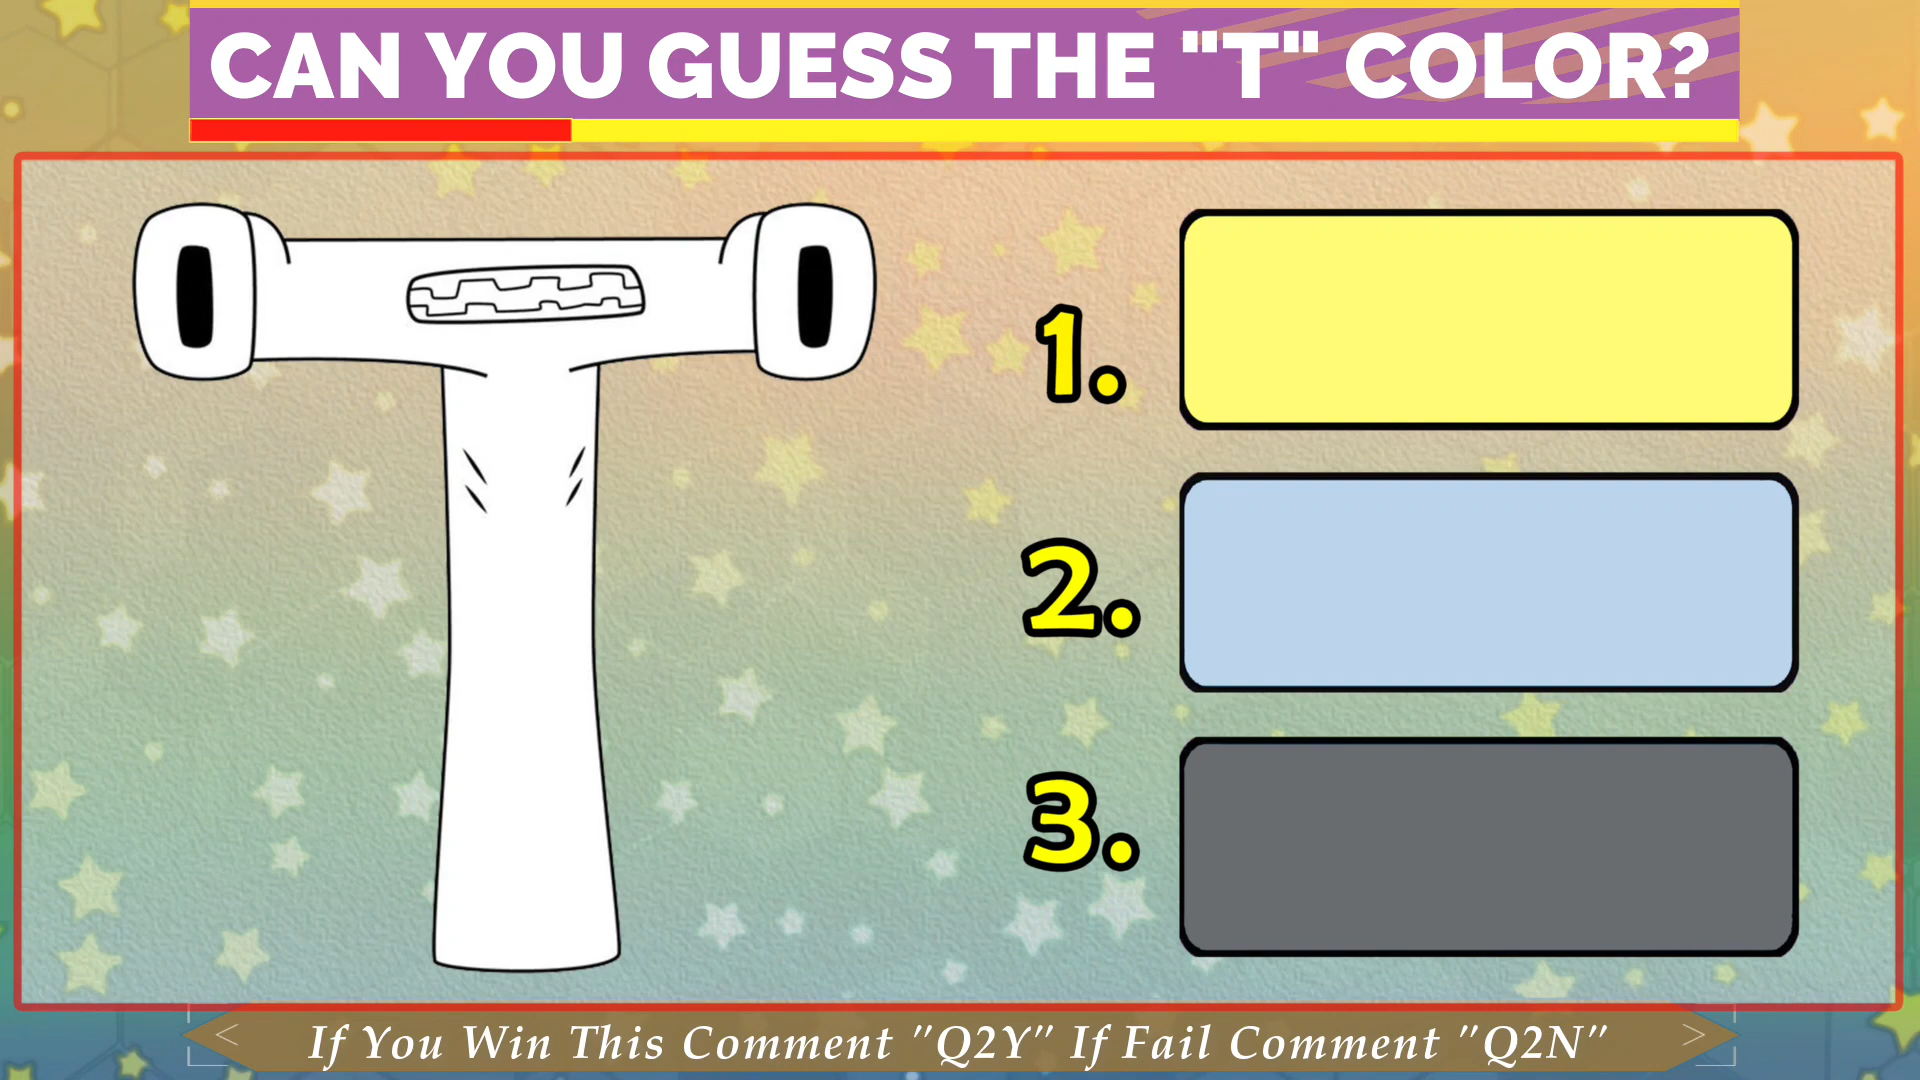 CAN YOU GUESS THE "T" COLOR?
1.
2.
3.
If You Win This Comment "Q2Y" If Fail Comment "Q2N"